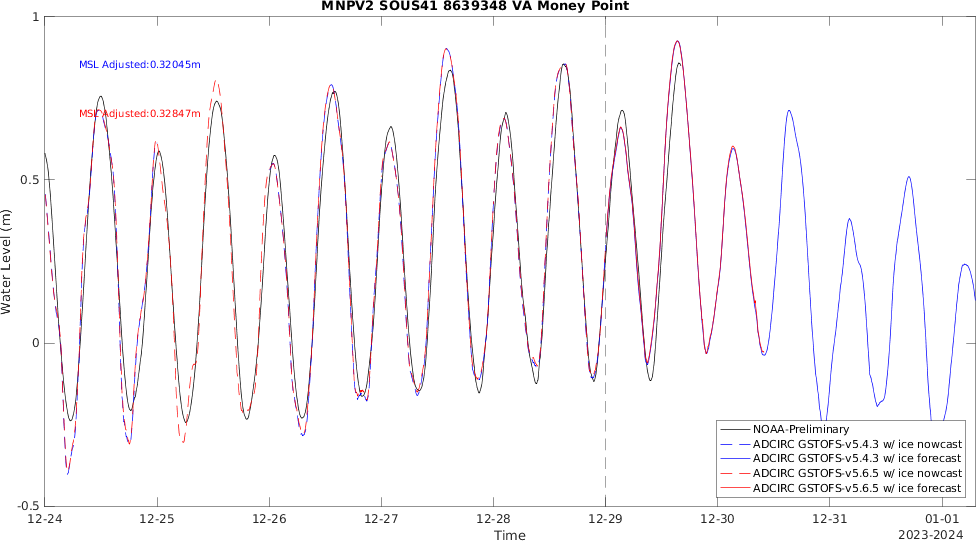 MNPV2 SOUS41 8639348 VA Money Point
1
MSL Adjusted:0.32045m
MSL Adjusted:0.32847m
0.5
Water Level (m)
0
NOAA-Preliminary
ADCIRC GSTOFS-v5.4.3 w/ ice nowcast
ADCIRC GSTOFS-v5.4.3 w/ ice forecast
ADCIRC GSTOFS-v5.6.5 w/ ice nowcast
ADCIRC GSTOFS-v5.6.5 w/ ice forecast
-0.5
12-24 12-25 12-26 12-27 12-28 12-29 12-30 12-31 01-01
Time
2023-2024